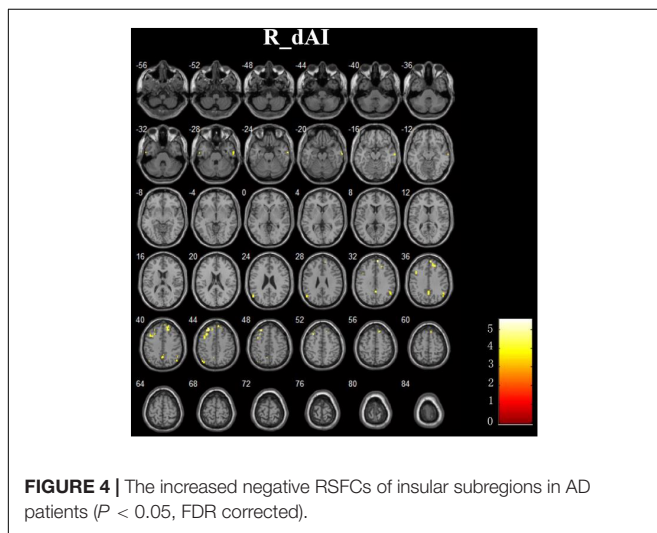 R_dAI
-56 -52 -48 -44 -40 -36
-32 -28 -24 -20 -16 -12
-8 -4 0 4 8 12
16 20 24 28 32 36
40 44 48 52 56 60
64 68 72 76 80 84
5
4
3
2
1
0
FIGURE 4 | The increased negative RSFCs of insular subregions in AD
patients (P < 0.05, FDR corrected).